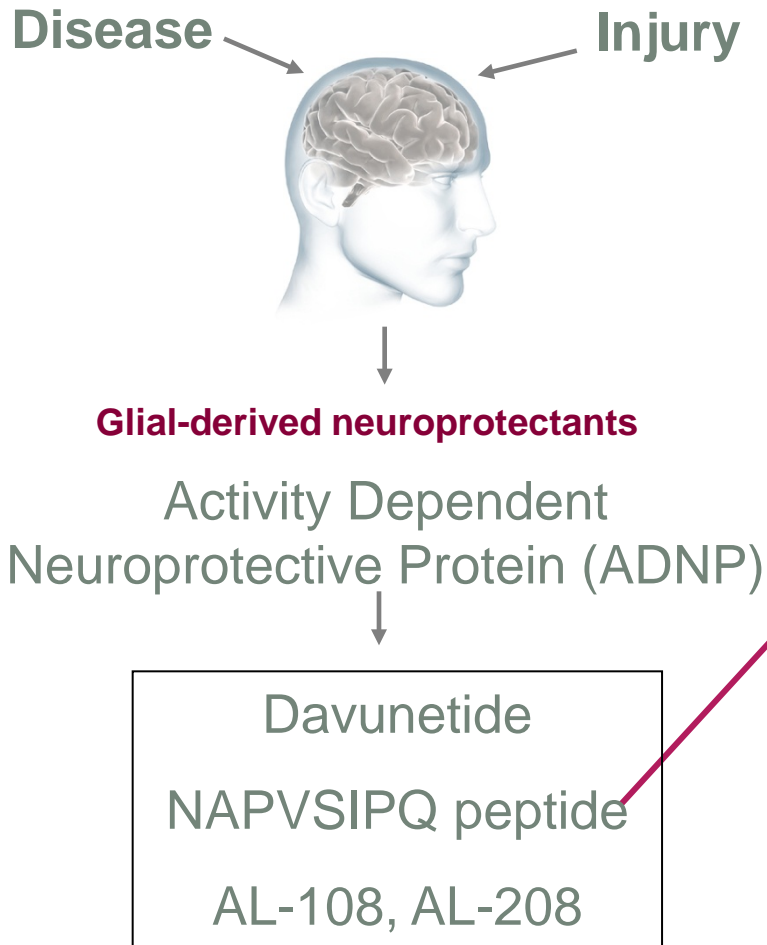 Disease
Injury
Glial-derived neuroprotectants
Activity Dependent
Neuroprotective Protein (ADNP)
Davunetide
NAPVSIPQ peptide
AL-108, AL-208